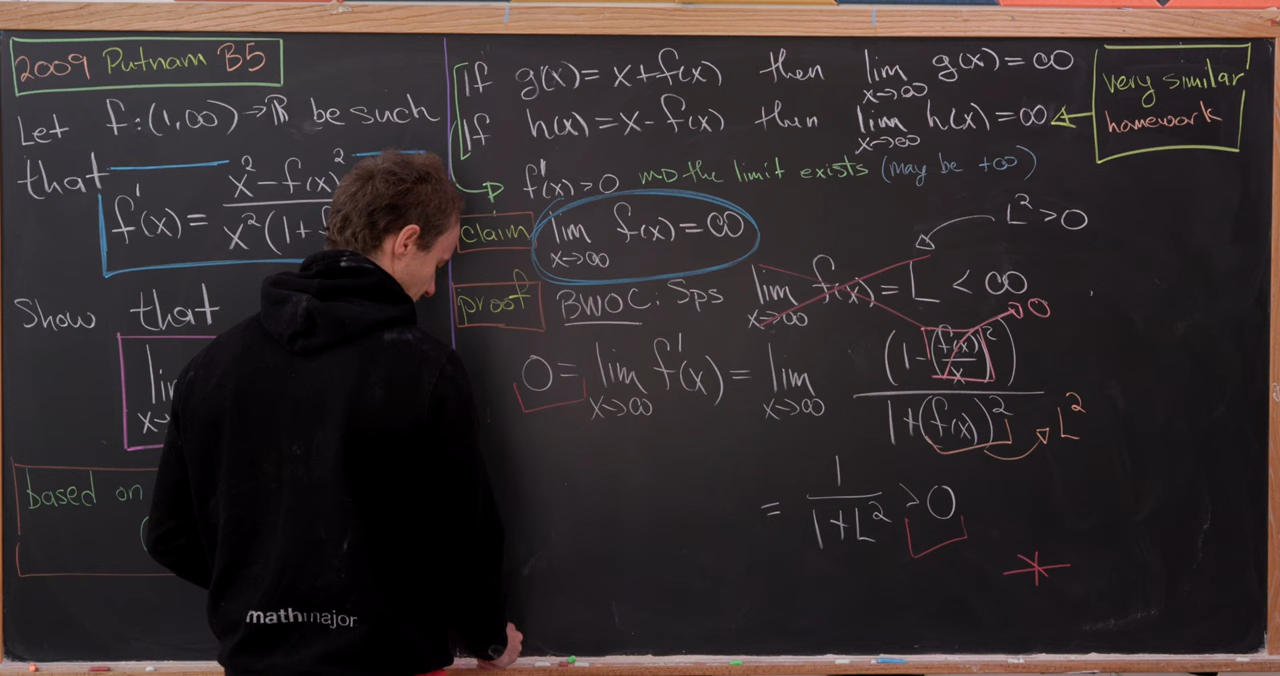 2009 Putnam B5
Let f:(1,∞)→ℝ be such
that
f'(x) = x²-f(x)²
x²(1+f
Show that
lim
x→∞
based on
If g(x) = x+f(x) then lim x→∞ g(x) = ∞
If h(x) = x-f(x) then lim x→∞ h(x) = ∞
very similar
homework
f'(x)>0 the limit exists (may be +∞)
claim lim x→∞ f(x) = ∞
L²>0
proof BWOC: Sps lim x→∞ f(x) = L < ∞
0 = lim x→∞ f'(x) = lim x→∞ (1-(f(x)/x)²) / 1+(f(x))²
→0
→L²
= 1/(1+L²) > 0
mathmajor